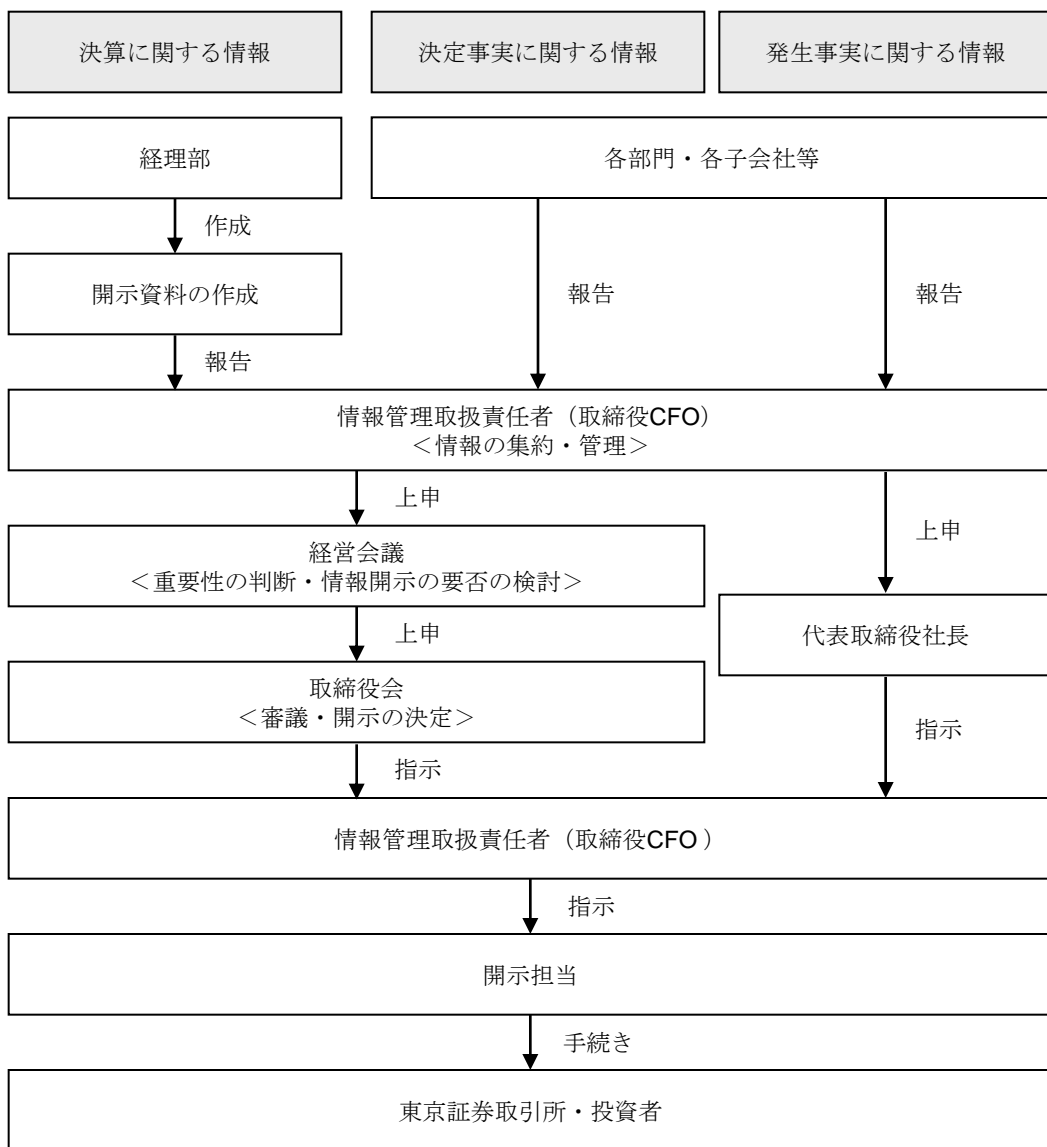 決算に関する情報
決定事実に関する情報
発生事実に関する情報
経理部
各部門・各子会社等
作成
開示資料の作成
報告
報告
報告
情報管理取扱責任者（取締役CFO）
＜情報の集約・管理＞
上申
上申
経営会議
＜重要性の判断・情報開示の要否の検討＞
代表取締役社長
上申
取締役会
＜審議・開示の決定＞
指示
指示
情報管理取扱責任者（取締役CFO ）
指示
開示担当
手続き
東京証券取引所・投資者